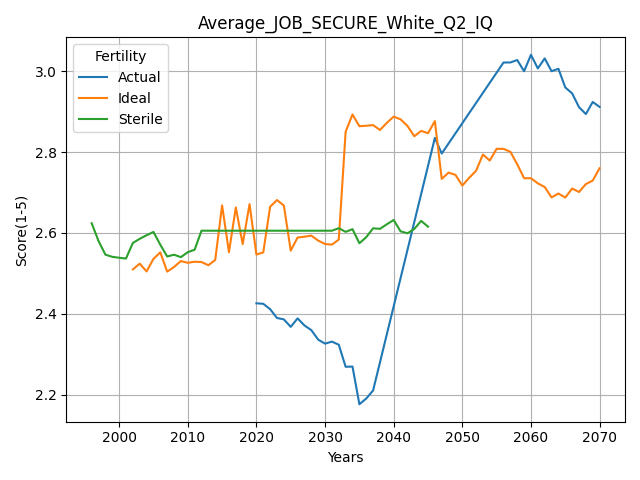 Average_JOB_SECURE_White_Q2_IQ
Fertility
Actual
Ideal
Sterile
Score(1-5)
3.0
2.8
2.6
2.4
2.2
2000 2010 2020 2030 2040 2050 2060 2070
Years